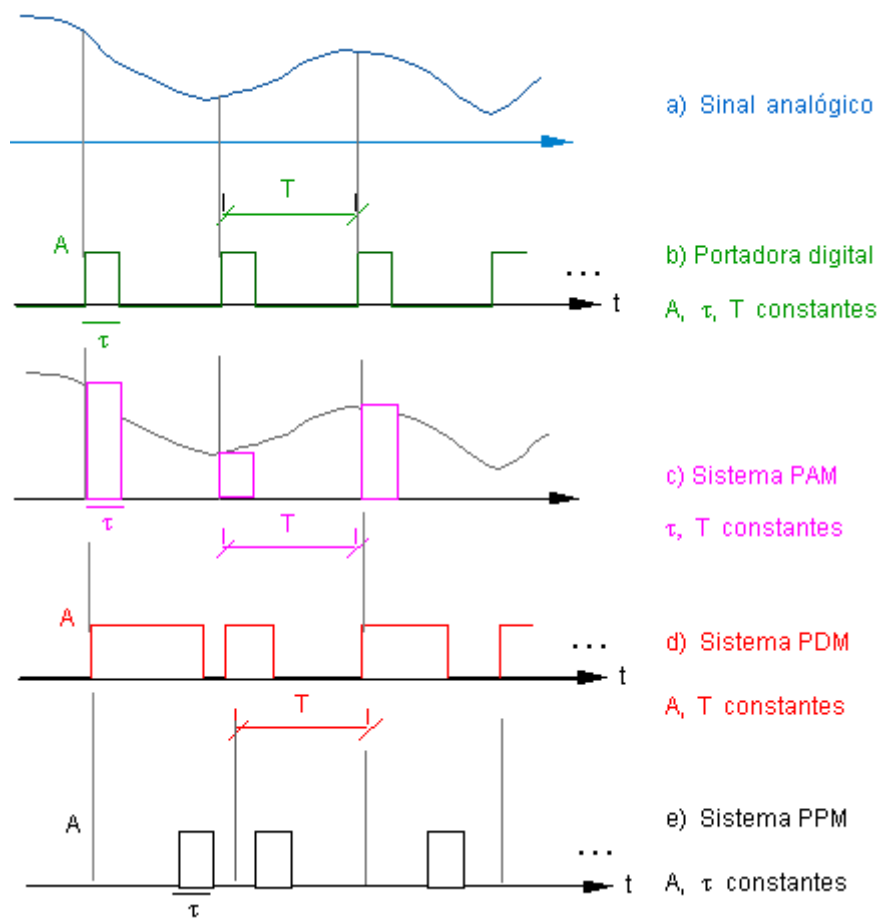 a) Sinal analógico
T
A
b) Portadora digital
...
t
A, τ, T constantes
τ
c) Sistema PAM
τ
T
τ, T constantes
A
...
d) Sistema PDM
t
T
A, T constantes
A
e) Sistema PPM
...
t
A, τ constantes
τ